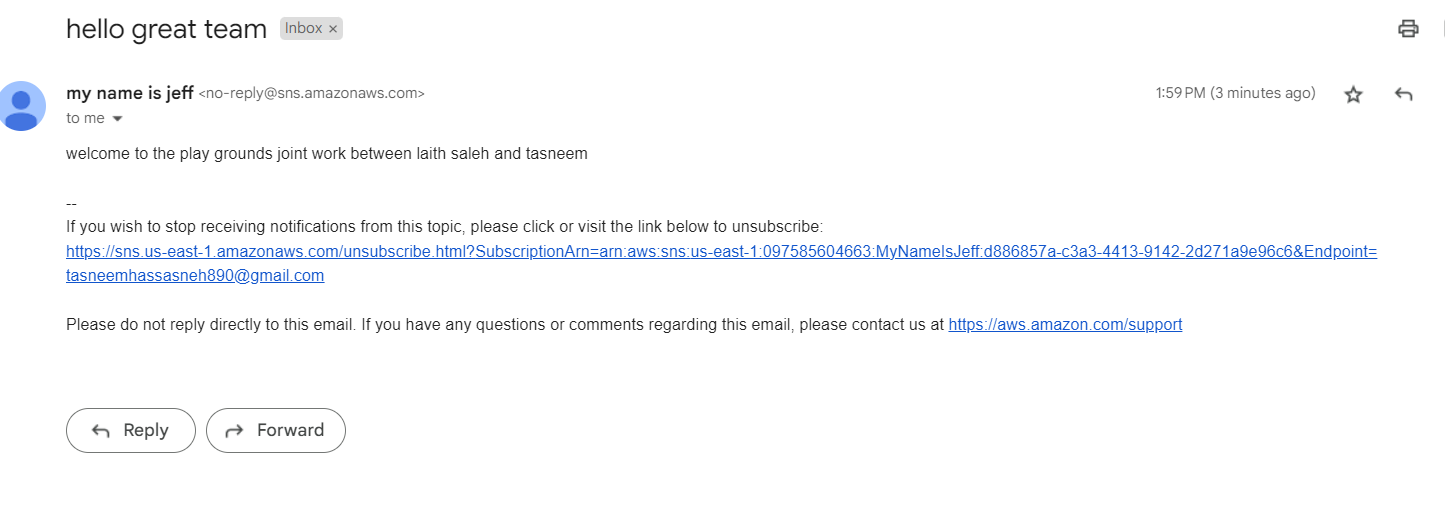 hello great team Inbox ×
my name is jeff <no-reply@sns.amazonaws.com> 1:59 PM (3 minutes ago)
to me
welcome to the play grounds joint work between laith saleh and tasneem
--
If you wish to stop receiving notifications from this topic, please click or visit the link below to unsubscribe:
https://sns.us-east-1.amazonaws.com/unsubscribe.html?SubscriptionArn=arn:aws:sns:us-east-1:097585604663:MyNameIsJeff:d886857a-c3a3-4413-9142-2d271a9e96c6&Endpoint=
tasneemhassasneh890@gmail.com
Please do not reply directly to this email. If you have any questions or comments regarding this email, please contact us at https://aws.amazon.com/support
Reply Forward